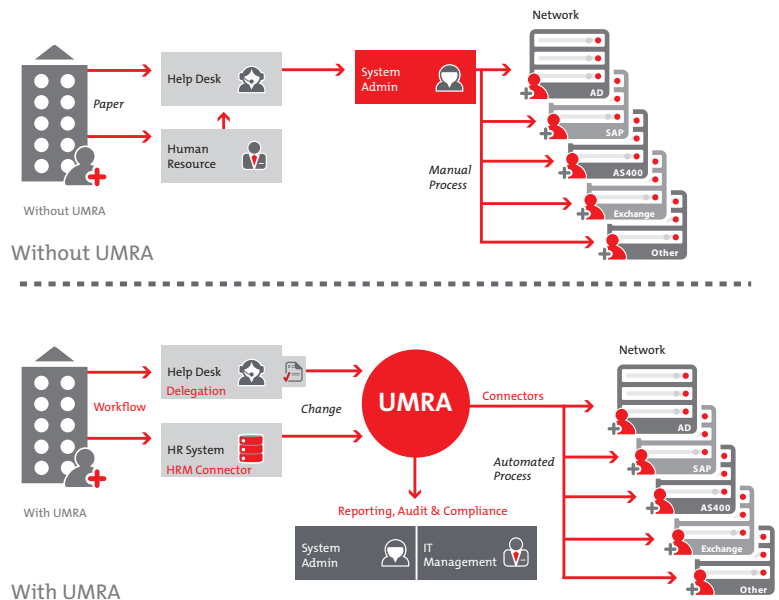 Network
Help Desk
System
Admin
Paper
AD
SAP
Human
Resource
Manual
Process
AS400
Exchange
Other
Without UMRA
Without UMRA
Network
Help Desk
Delegation
Workflow
Change
UMRA
Connectors
AD
HR System
HRM Connector
SAP
Automated
Process
AS400
With UMRA
Reporting, Audit & Compliance
System
Admin
IT
Management
Exchange
Other
With UMRA